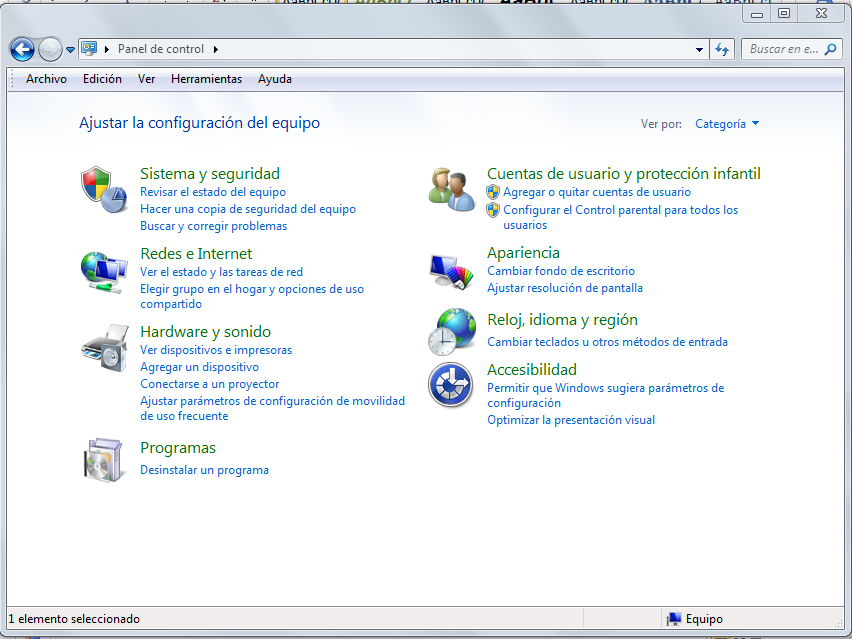 Panel de control
Buscar en e...
Archivo Edición Ver Herramientas Ayuda
Ajustar la configuración del equipo
Ver por: Categoría
Sistema y seguridad
Revisar el estado del equipo
Hacer una copia de seguridad del equipo
Buscar y corregir problemas
Redes e Internet
Ver el estado y las tareas de red
Elegir grupo en el hogar y opciones de uso
compartido
Hardware y sonido
Ver dispositivos e impresoras
Agregar un dispositivo
Conectarse a un proyector
Ajustar parámetros de configuración de movilidad
de uso frecuente
Programas
Desinstalar un programa
Cuentas de usuario y protección infantil
Agregar o quitar cuentas de usuario
Configurar el Control parental para todos los
usuarios
Apariencia
Cambiar fondo de escritorio
Ajustar resolución de pantalla
Reloj, idioma y región
Cambiar teclados u otros métodos de entrada
Accesibilidad
Permitir que Windows sugiera parámetros de
configuración
Optimizar la presentación visual
1 elemento seleccionado
Equipo